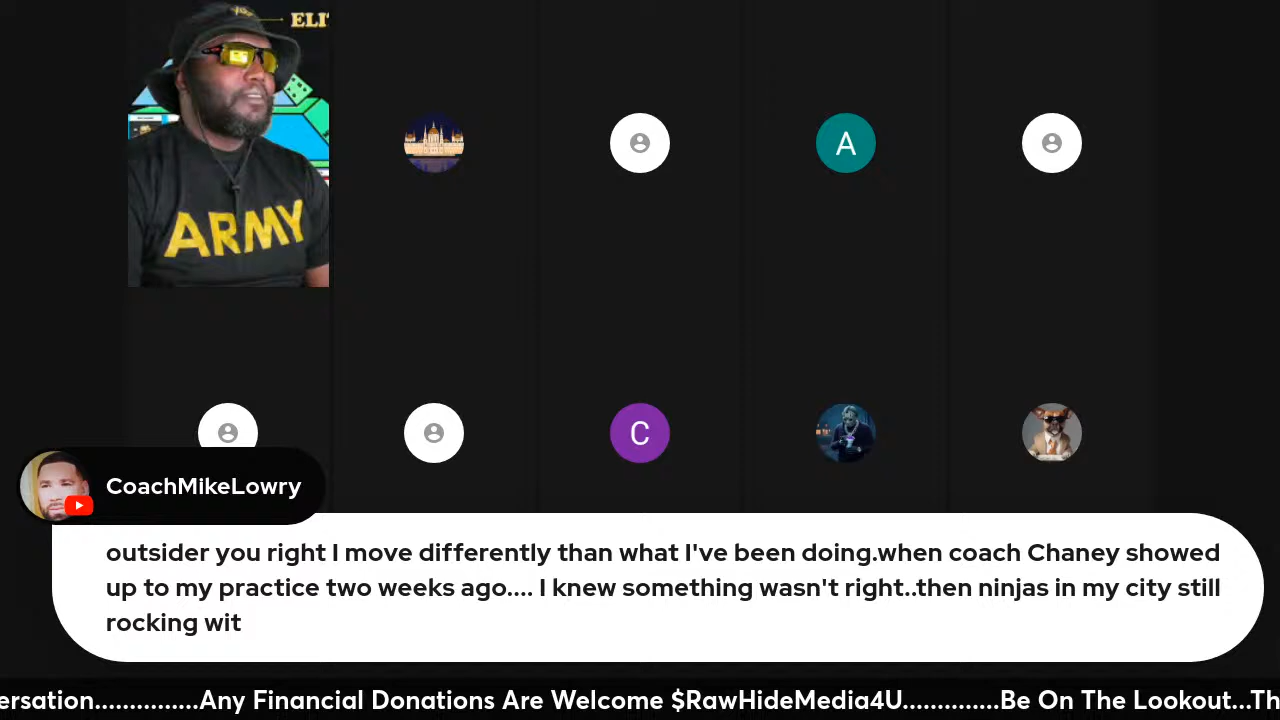 ELI
ARMY
A
C
CoachMikeLowry
outsider you right I move differently than what I've been doing.when coach Chaney showed
up to my practice two weeks ago.... I knew something wasn't right..then ninjas in my city still
rocking wit
ersation...............Any Financial Donations Are Welcome $RawHideMedia4U..............Be On The Lookout...Th